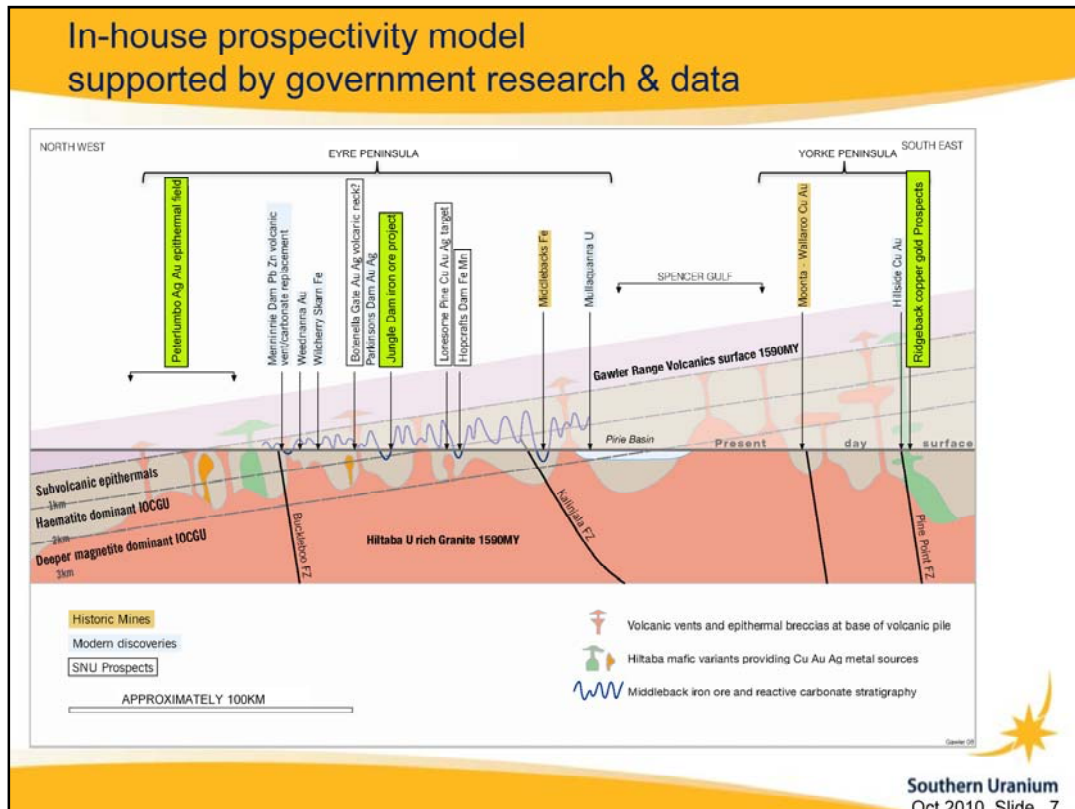 In-house prospectivity model
supported by government research & data
NORTH WEST
SOUTH EAST
EYRE PENINSULA
YORKE PENINSULA
SPENCER GULF
Peterlumbo Ag Au epithermal field
Menninnie Dam Pb Zn volcanic
vent/carbonate replacement
Weednanna Au
Wilcherry Skarn Fe
Botenella Gate Au Ag volcanic neck?
Parkinsons Dam Au Ag
Jungle Dam iron ore project
Lonesome Pine Cu Au Ag target
Hopcrafts Dam Fe Mn
Middlebacks Fe
Mullaquanna U
Moonta - Wallaroo Cu Au
Hillside Cu Au
Ridgeback copper gold Prospects
Gawler Range Volcanics surface 1590MY
Pirie Basin
Present day surface
Subvolcanic epithermals
1km
Haematite dominant IOCGU
2km
Deeper magnetite dominant IOCGU
3km
Buckleboo FZ
Hiltaba U rich Granite 1590MY
Kalinjala FZ
Pine Point FZ
Historic Mines
Modern discoveries
SNU Prospects
APPROXIMATELY 100KM
Volcanic vents and epithermal breccias at base of volcanic pile
Hiltaba mafic variants providing Cu Au Ag metal sources
Middleback iron ore and reactive carbonate stratigraphy
Gawler 08
Southern Uranium
Oct 2010 Slide 7